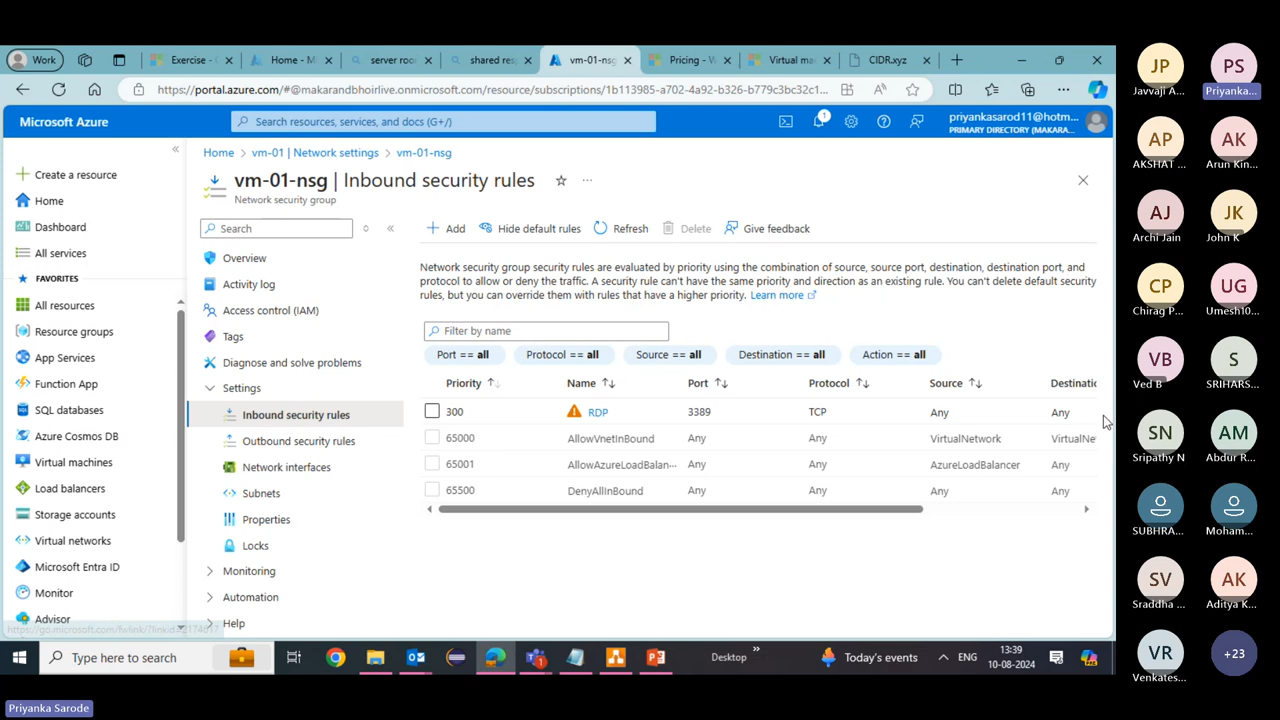 Work
Exercise -
Home - M
server roor
shared res
vm-01-nsg
Pricing - W
Virtual ma
CIDR.xyz
https://portal.azure.com/#@makarandbhoirlive.onmicrosoft.com/resource/subscriptions/1b113985-a702-4a92-b326-b779c3bc32c1...
Microsoft Azure
Search resources, services, and docs (G+/)
1
priyankasarod11@hotm...
PRIMARY DIRECTORY (MAKARA...
Home > vm-01 | Network settings > vm-01-nsg
vm-01-nsg | Inbound security rules
Network security group
Create a resource
Home
Dashboard
All services
FAVORITES
All resources
Resource groups
App Services
Function App
SQL databases
Azure Cosmos DB
Virtual machines
Load balancers
Storage accounts
Virtual networks
Microsoft Entra ID
Monitor
Advisor
Search
Overview
Activity log
Access control (IAM)
Tags
Diagnose and solve problems
Settings
Inbound security rules
Outbound security rules
Network interfaces
Subnets
Properties
Locks
Monitoring
Automation
Help
Add
Hide default rules
Refresh
Delete
Give feedback
Network security group security rules are evaluated by priority using the combination of source, source port, destination, destination port, and
protocol to allow or deny the traffic. A security rule can't have the same priority and direction as an existing rule. You can't delete default security
rules, but you can override them with rules that have a higher priority. Learn more
Filter by name
Port == all
Protocol == all
Source == all
Destination == all
Action == all
Priority Name Port Protocol Source Destinatio
300 RDP 3389 TCP Any Any
65000 AllowVnetInBound Any Any VirtualNetwork VirtualNe
65001 AllowAzureLoadBalan... Any Any AzureLoadBalancer Any
65500 DenyAllInBound Any Any Any Any
Type here to search
Desktop
Today's events
ENG
13:39
10-08-2024
JP
Javvaji A...
PS
Priyanka...
AP
AKSHAT ...
AK
Arun Kin...
AJ
Archi Jain
JK
John K
CP
Chirag P...
UG
Umesh10...
VB
Ved B
S
SRIHARS...
SN
Sripathy N
AM
Abdur R...
SUBHRA...
Moham...
SV
Sraddha ...
AK
Aditya K...
VR
Venkates...
+23
Priyanka Sarode